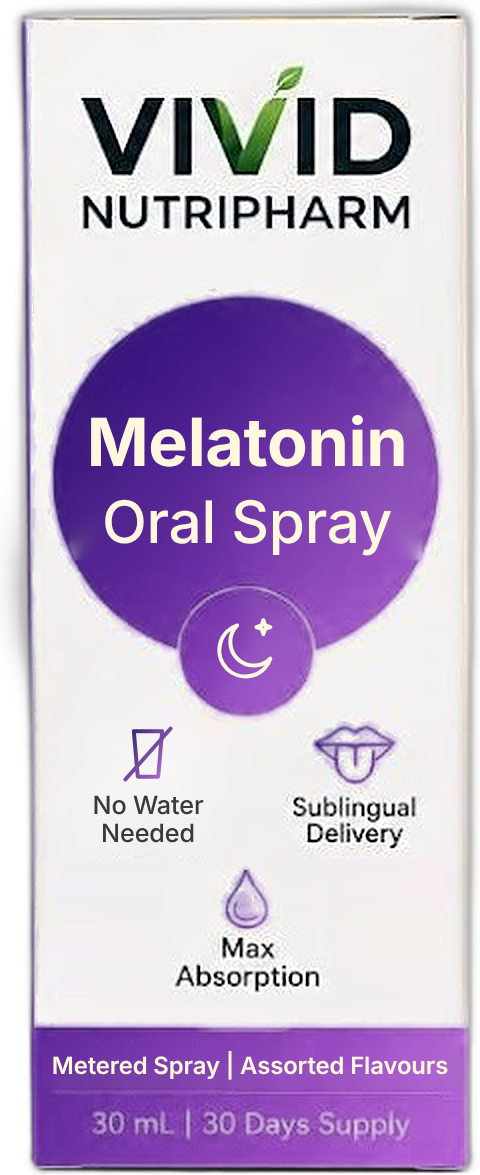 VIVID
NUTRIPHARM
Melatonin
Oral Spray
No Water
Needed
Sublingual
Delivery
Max
Absorption
Metered Spray | Assorted Flavours
30 mL | 30 Days Supply